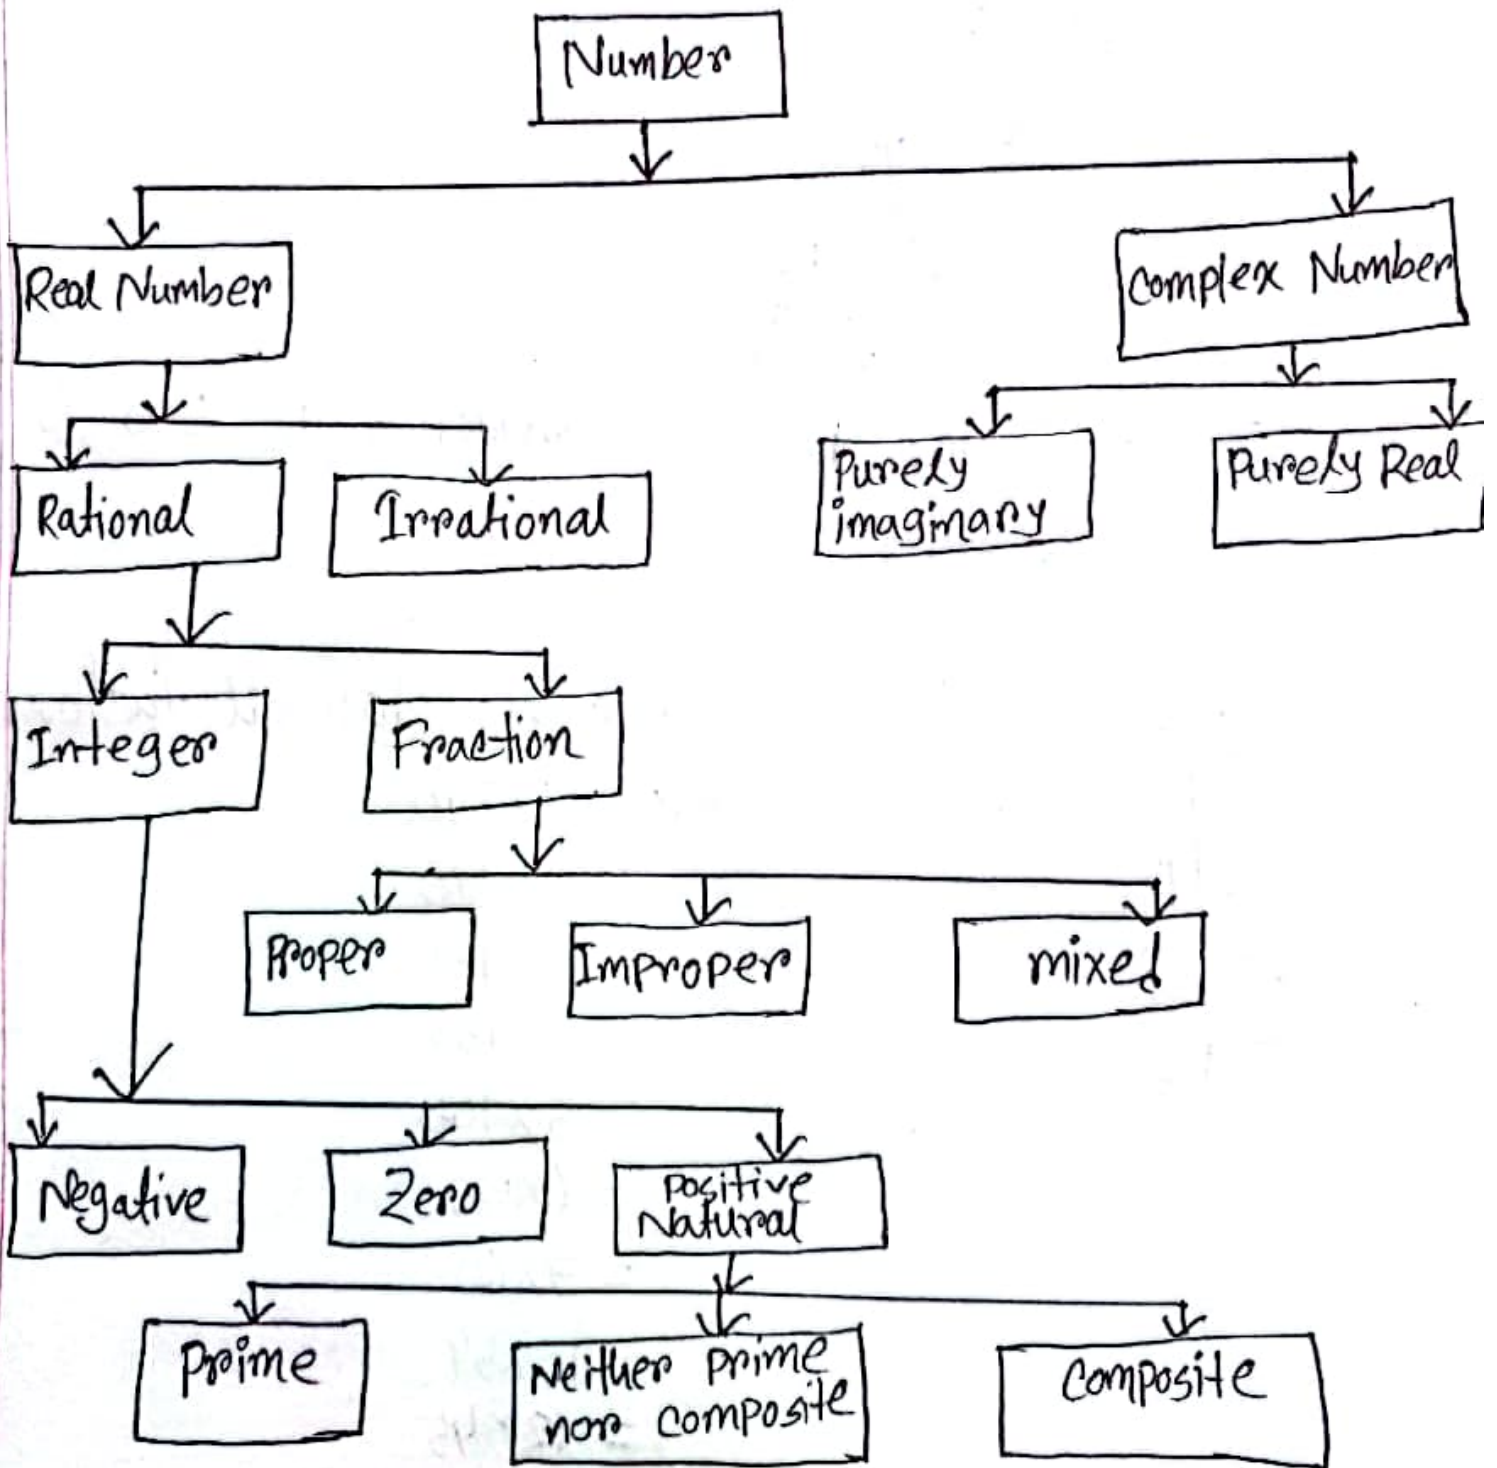 Number
Real Number
Complex Number
Rational
Irrational
Purely
imaginary
Purely Real
Integer
Fraction
Proper
Improper
mixed
Negative
Zero
Positive
Natural
Prime
Neither prime
nor composite
Composite